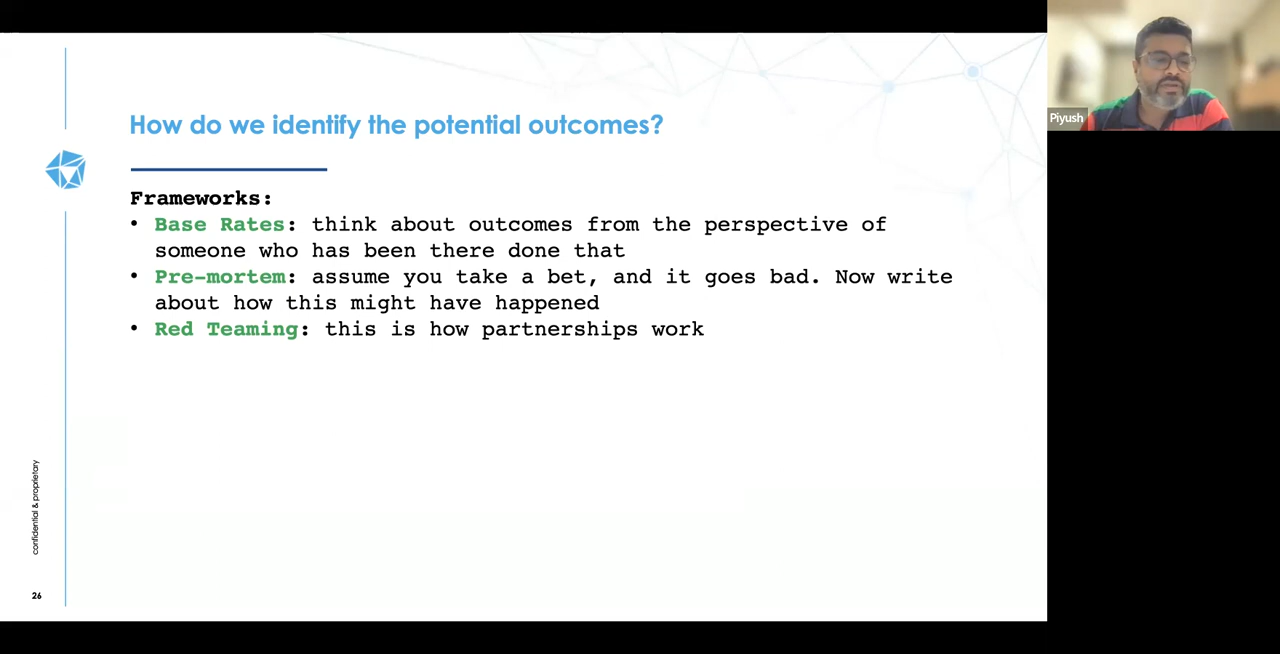 How do we identify the potential outcomes?
Frameworks:
• Base Rates: think about outcomes from the perspective of
someone who has been there done that
• Pre-mortem: assume you take a bet, and it goes bad. Now write
about how this might have happened
• Red Teaming: this is how partnerships work
confidential & proprietary
26
Piyush